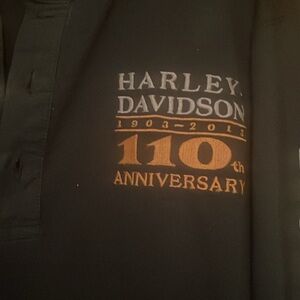 HARLEY-
DAVIDSON
1903-2013
110th
ANNIVERSARY